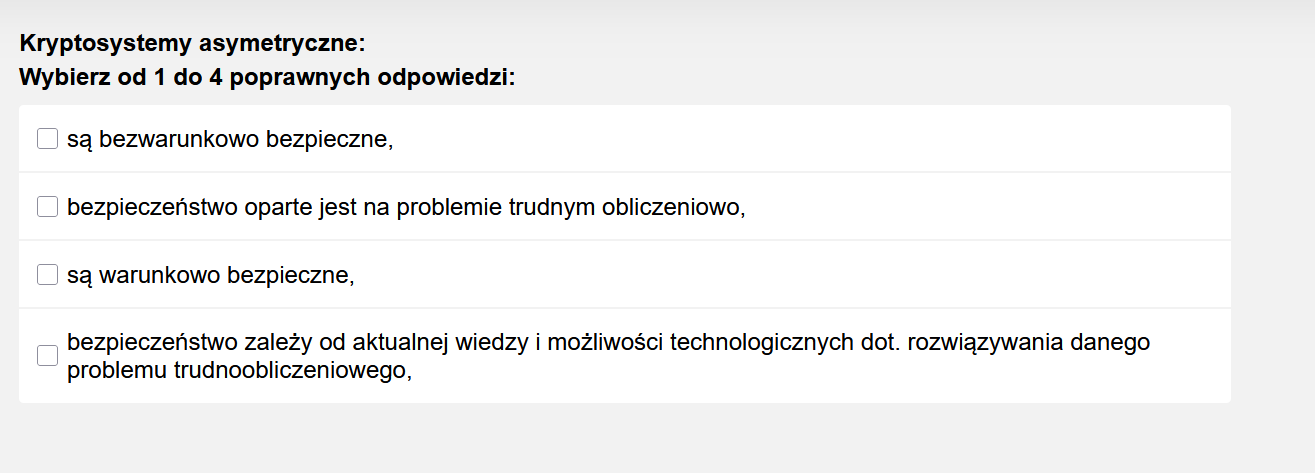 Kryptosystemy asymetryczne:
Wybierz od 1 do 4 poprawnych odpowiedzi:
są bezwarunkowo bezpieczne,
bezpieczeństwo oparte jest na problemie trudnym obliczeniowo,
są warunkowo bezpieczne,
bezpieczeństwo zależy od aktualnej wiedzy i możliwości technologicznych dot. rozwiązywania danego
problemu trudnoobliczeniowego,